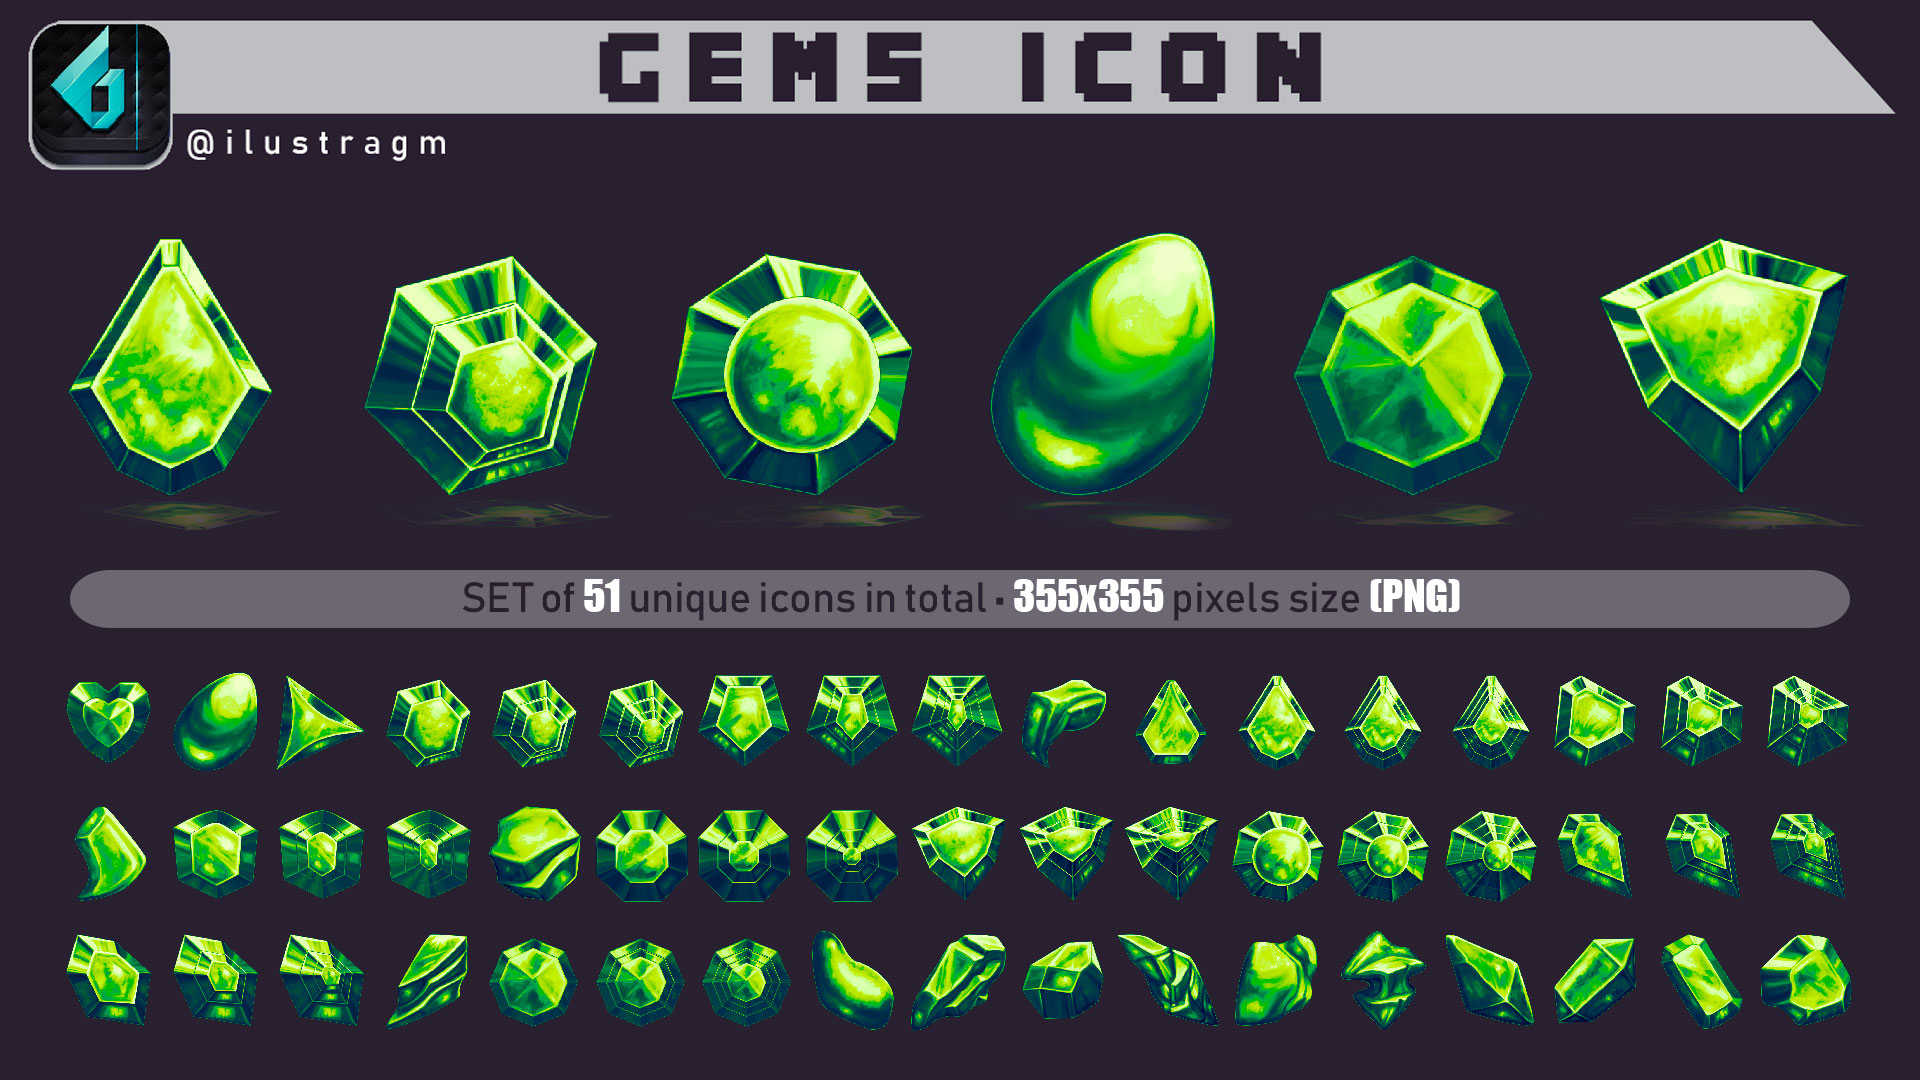 GEMS ICON
@ilustragm
SET of 51 unique icons in total · 355x355 pixels size (PNG)